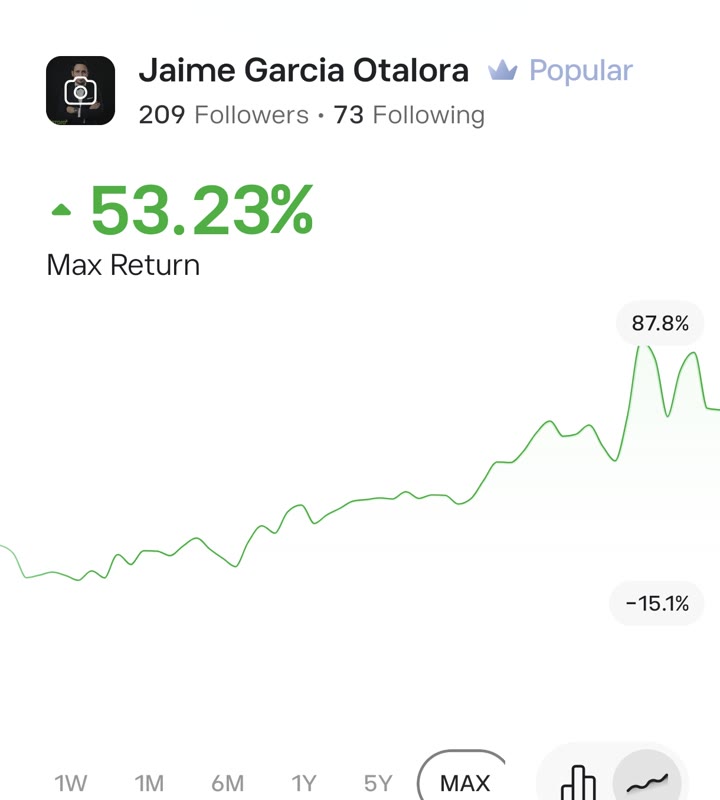 Jaime Garcia Otalora Popular
209 Followers • 73 Following
53.23%
Max Return
87.8%
-15.1%
1W 1M 6M 1Y 5Y MAX